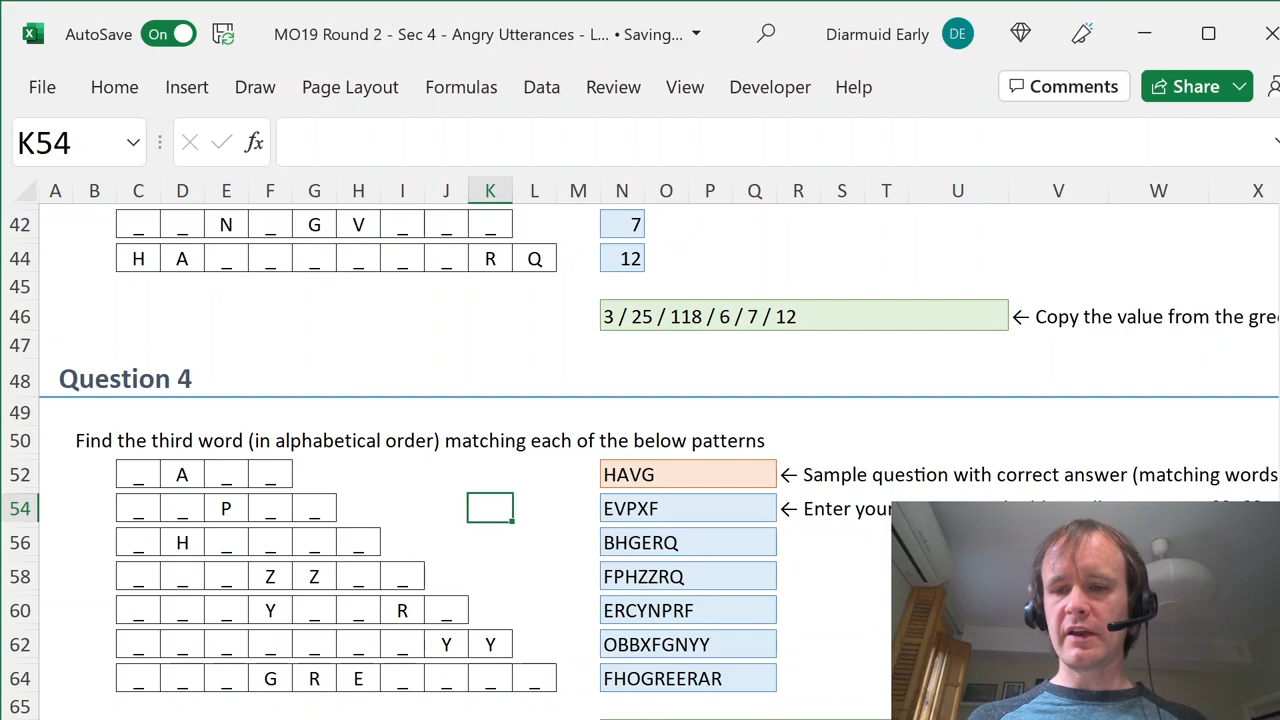 AutoSave On MO19 Round 2 - Sec 4 - Angry Utterances - L... • Saving... Diarmuid Early DE
File Home Insert Draw Page Layout Formulas Data Review View Developer Help Comments Share
K54 fx
A B C D E F G H I J K L M N O P Q R S T U V W X
42 _ _ N _ G V _ _ _ 7
44 H A _ _ _ _ _ _ R Q 12
45
46 3 / 25 / 118 / 6 / 7 / 12 ← Copy the value from the gre
47
48 Question 4
49
50 Find the third word (in alphabetical order) matching each of the below patterns
52 _ A _ _ HAVG ← Sample question with correct answer (matching words
54 _ _ P _ _ EVPXF ← Enter your
56 _ H _ _ _ _ BHGERQ
58 _ _ _ Z Z _ _ FPHZZRQ
60 _ _ _ Y _ _ R _ ERCYNPRF
62 _ _ _ _ _ _ _ Y Y OBBXFGNYY
64 _ _ _ G R E _ _ _ _ FHOGREERAR
65